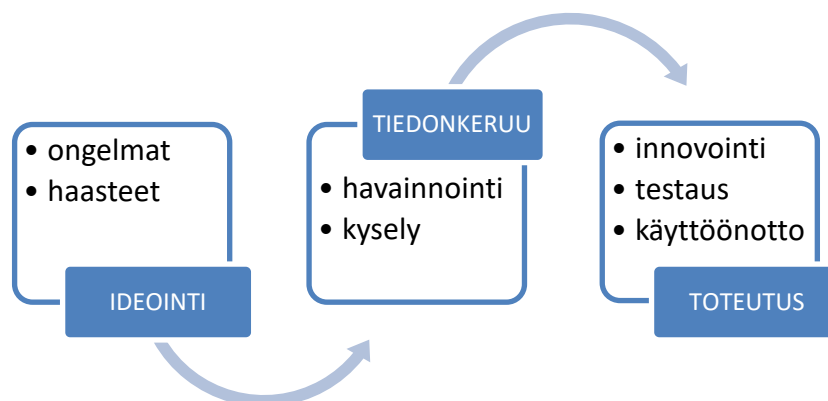 • ongelmat
• haasteet
IDEOINTI
TIEDONKERUU
• havainnointi
• kysely
• innovointi
• testaus
• käyttöönotto
TOTEUTUS